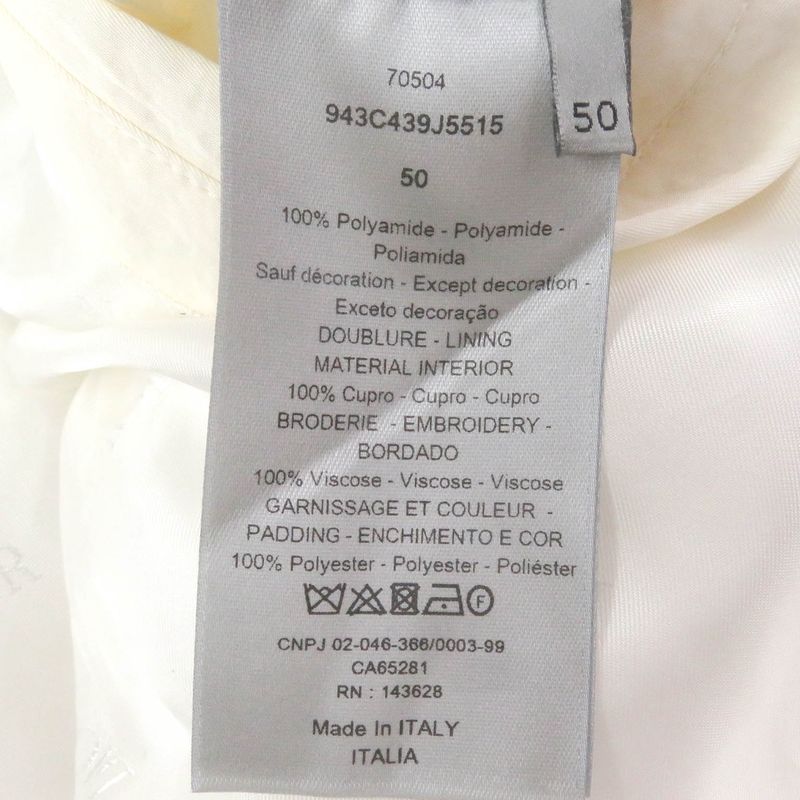 70504
943C439J5515
50
50
100% Polyamide - Polyamide -
Poliamida
Sauf décoration - Except decoration -
Exceto decoração
DOUBLURE - LINING
MATERIAL INTERIOR
100% Cupro - Cupro - Cupro
BRODERIE - EMBROIDERY -
BORDADO
100% Viscose - Viscose - Viscose
GARNISSAGE ET COULEUR -
PADDING - ENCHIMENTO E COR
100% Polyester - Polyester - Poliéster
F
CNPJ 02-046-366/0003-99
CA65281
RN : 143628
Made In ITALY
ITALIA
R